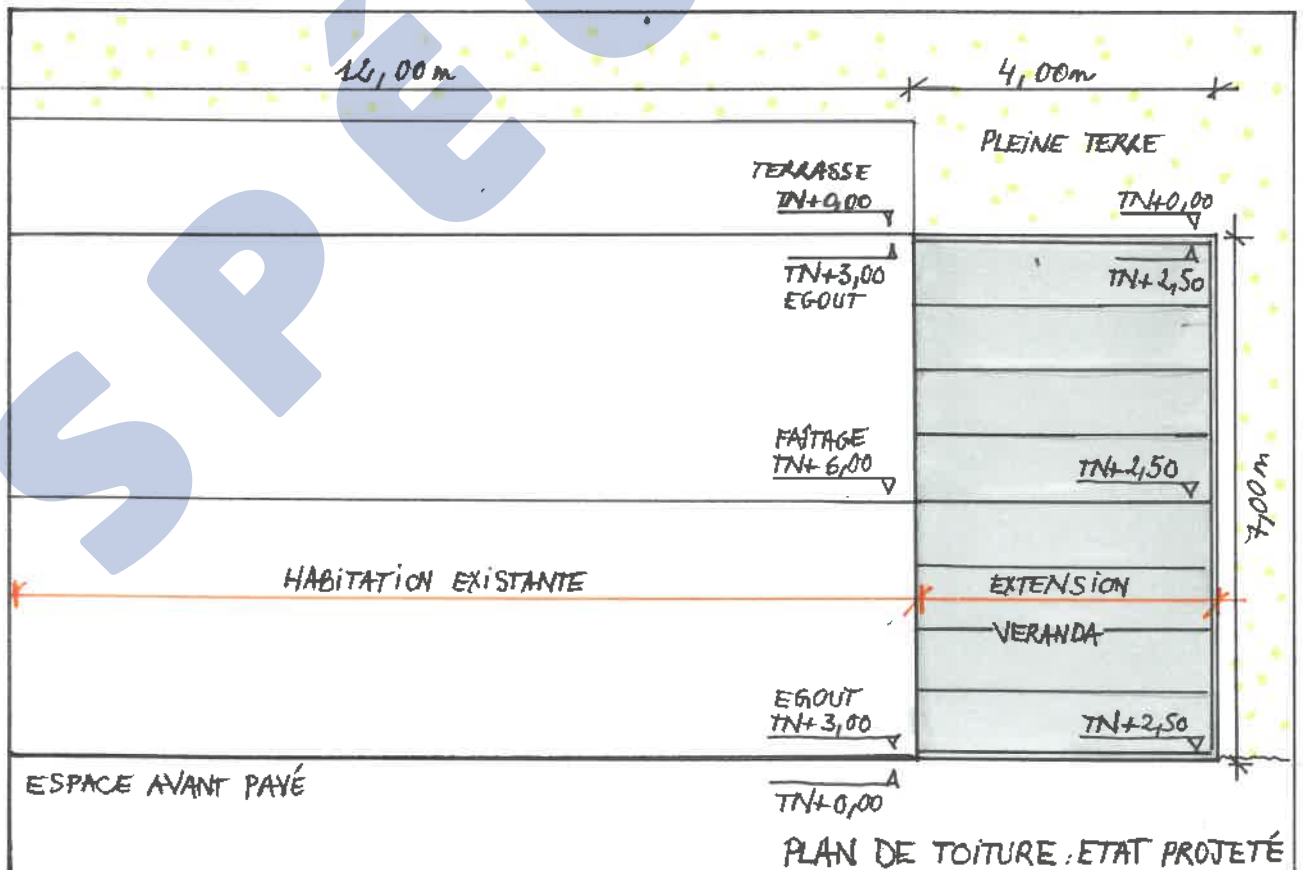 12,00 m
4,00m
PLEINE TERRE
TERRASSE
TN+0,00
TN+0,00
TN+3,00
EGOUT
TN+2,50
FAÎTAGE
TN+6,00
TN+2,50
7,00 m
HABITATION EXISTANTE
EXTENSION
VERANDA
EGOUT
TN+3,00
TN+2,50
ESPACE AVANT PAVÉ
TN+0,00
PLAN DE TOITURE : ETAT PROJETÉ
SPÉ